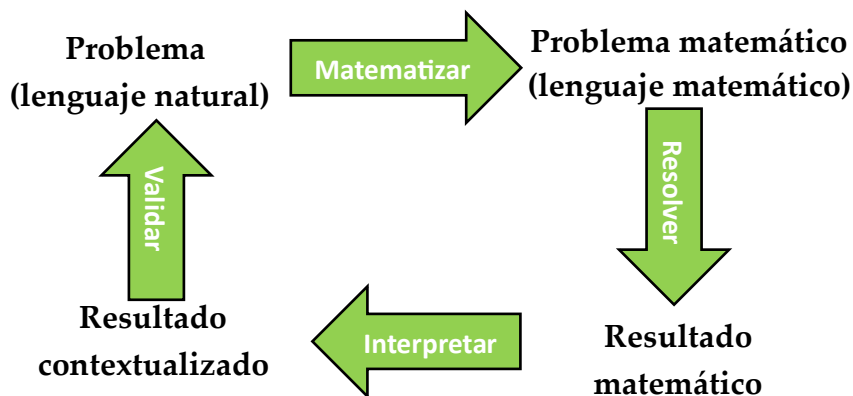 Problema
(lenguaje natural)
Matematizar
Problema matemático
(lenguaje matemático)
Resolver
Resultado
matemático
Interpretar
Resultado
contextualizado
Validar